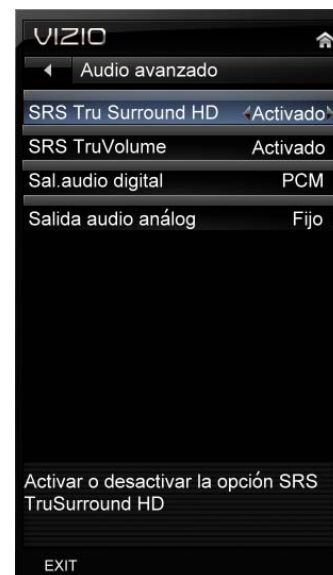 VIZIO
Audio avanzado
SRS Tru Surround HD Activado
SRS TruVolume Activado
Sal.audio digital PCM
Salida audio análog Fijo
Activar o desactivar la opción SRS
TruSurround HD
EXIT